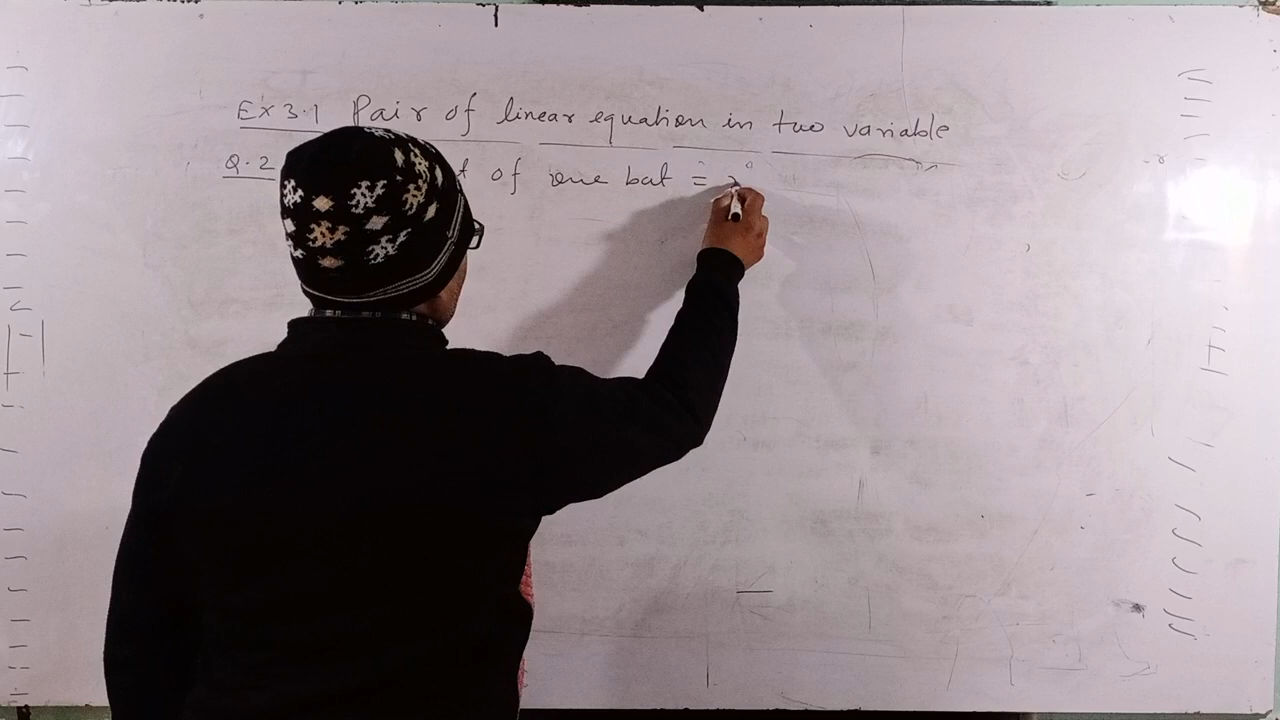 Ex 3.1 Pair of linear equation in two variable
Q.2 of one bat =